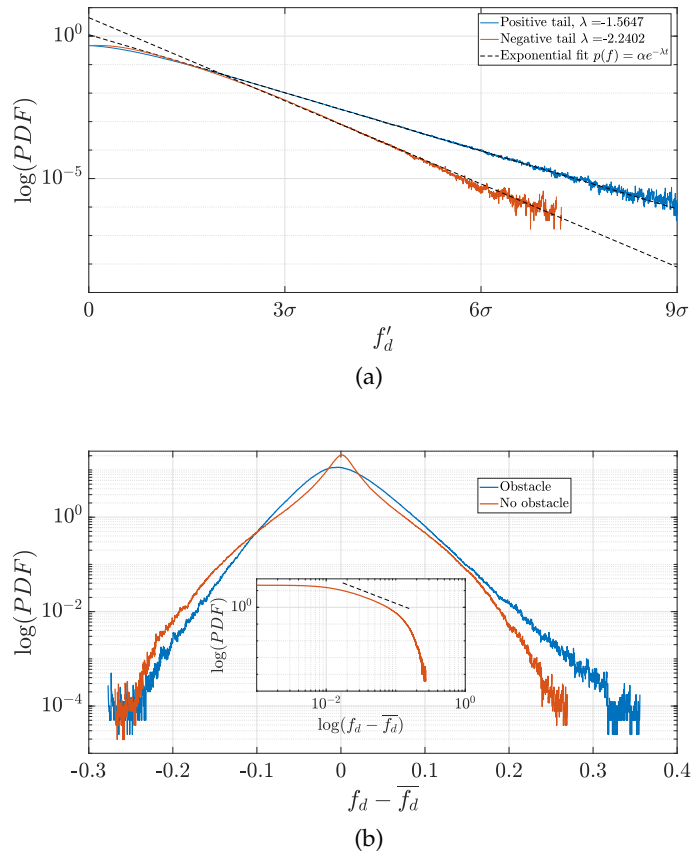 Positive tail, λ =-1.5647
Negative tail λ =-2.2402
Exponential fit p(f) = αe^{-λt}
log(PDF)
10^0
10^{-5}
0
3σ
6σ
9σ
f'_d
(a)
Obstacle
No obstacle
log(PDF)
10^0
10^{-2}
10^{-4}
log(PDF)
10^0
10^{-2}
10^0
log(f_d − \overline{f_d})
-0.3
-0.2
-0.1
0
0.1
0.2
0.3
0.4
f_d − \overline{f_d}
(b)